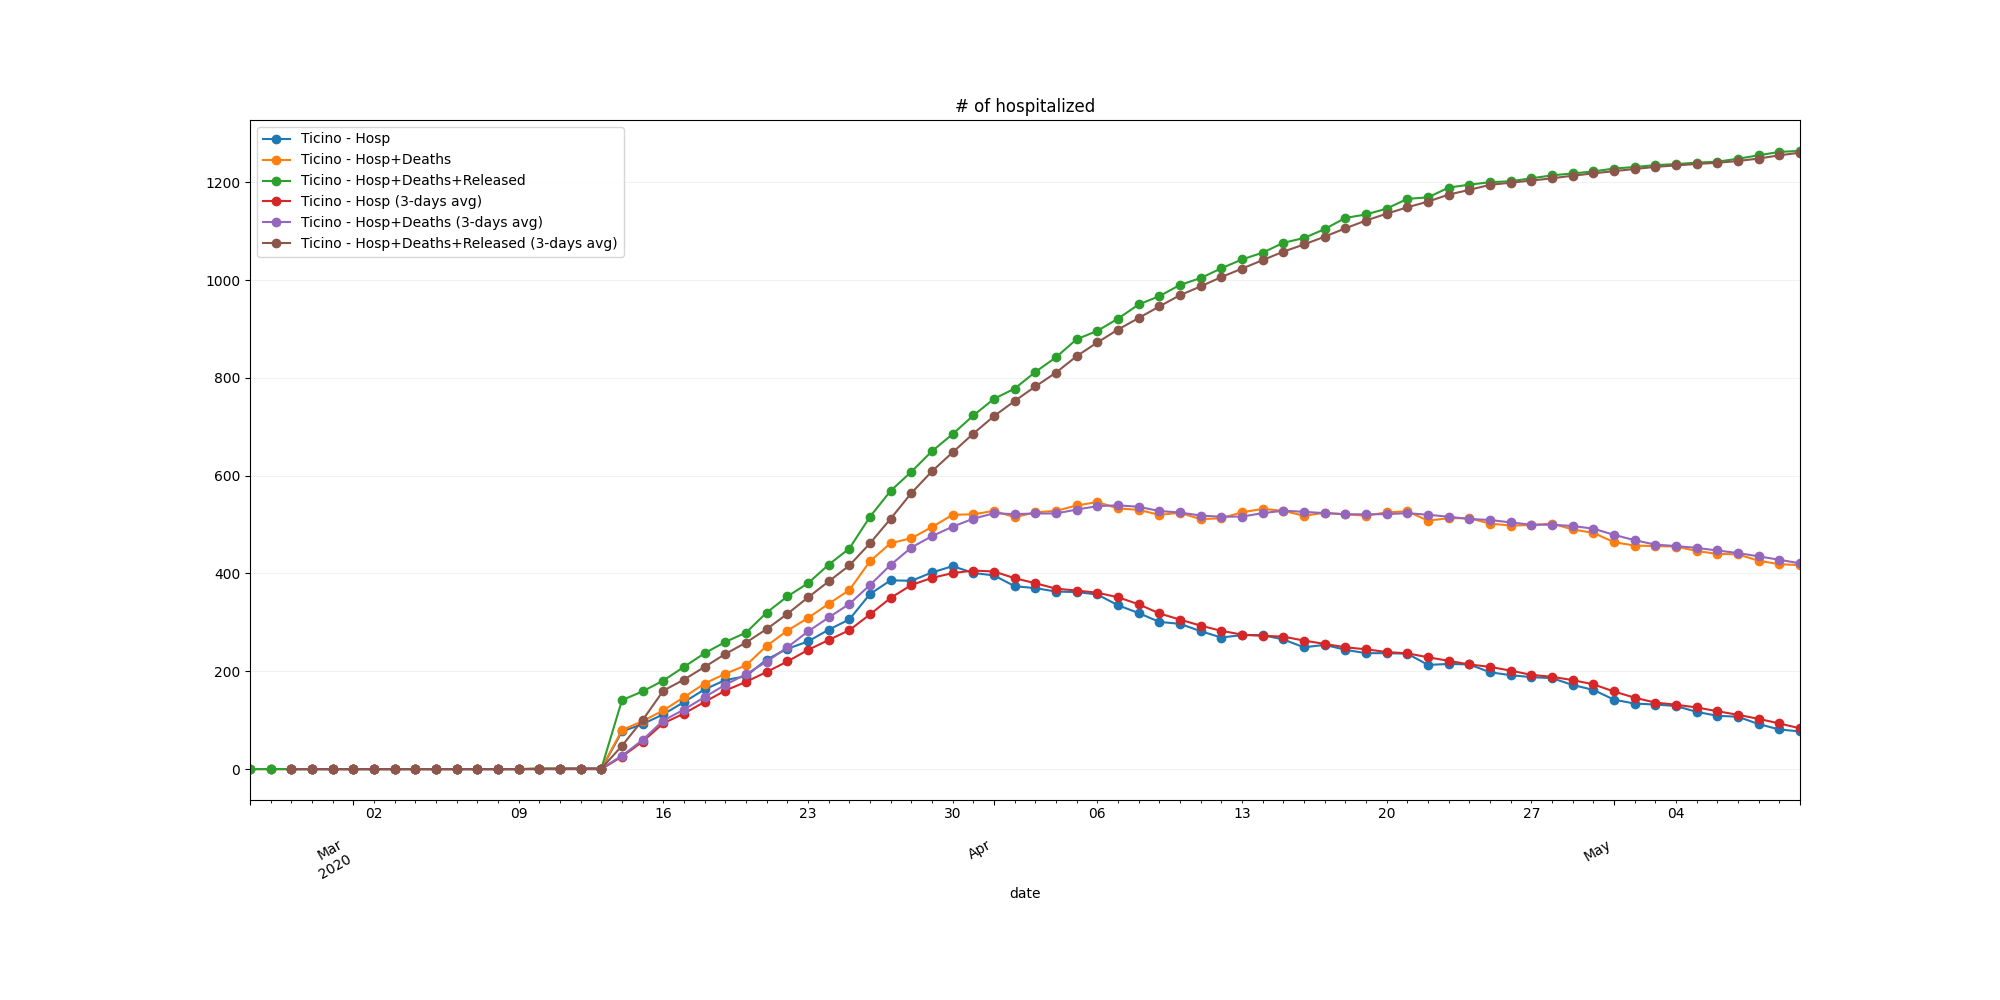 # of hospitalized
Ticino - Hosp
Ticino - Hosp+Deaths
Ticino - Hosp+Deaths+Released
Ticino - Hosp (3-days avg)
Ticino - Hosp+Deaths (3-days avg)
Ticino - Hosp+Deaths+Released (3-days avg)
1200
1000
800
600
400
200
0
02 09 16 23 30 06 13 20 27 04
Mar Apr May
2020
date